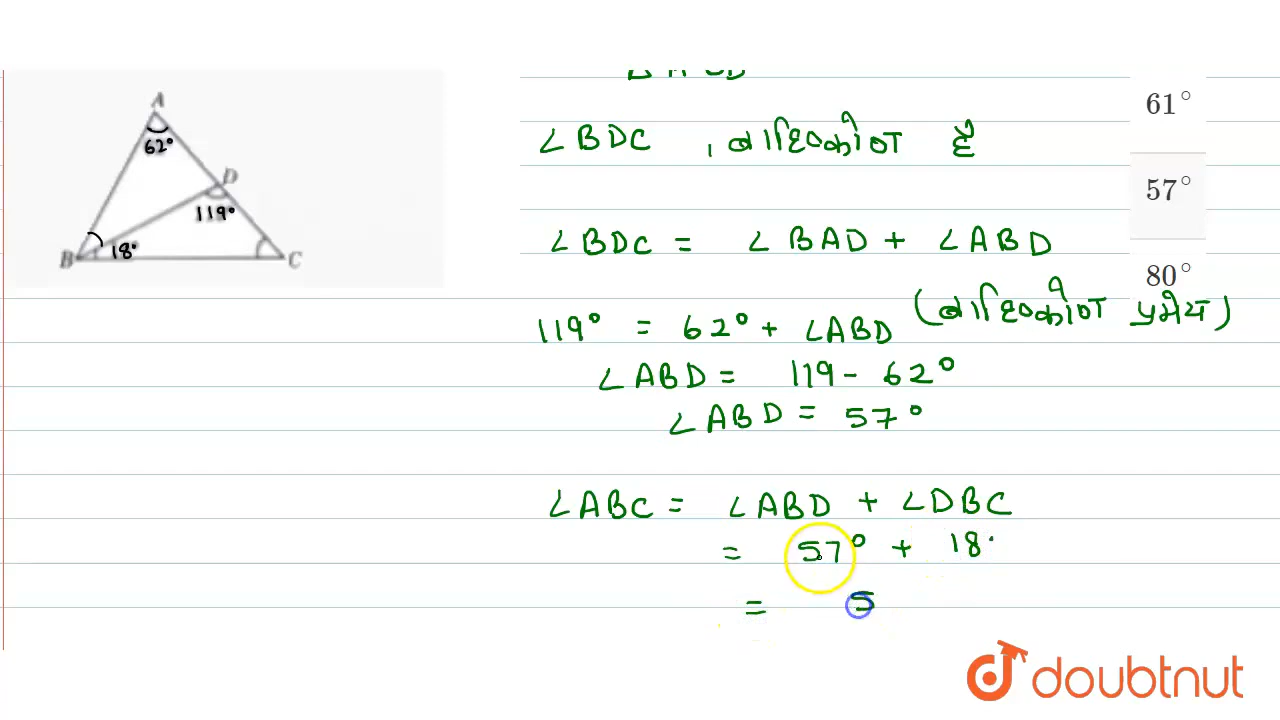 A
62°
D
119°
B
18°
C
∠BDC , बाह्यकोण है
∠BDC = ∠BAD + ∠ABD
(बाह्यकोण प्रमेय)
119° = 62° + ∠ABD
∠ABD = 119 - 62°
∠ABD = 57°
∠ABC = ∠ABD + ∠DBC
= 57° + 18°
= 5
61°
57°
80°
doubtnut